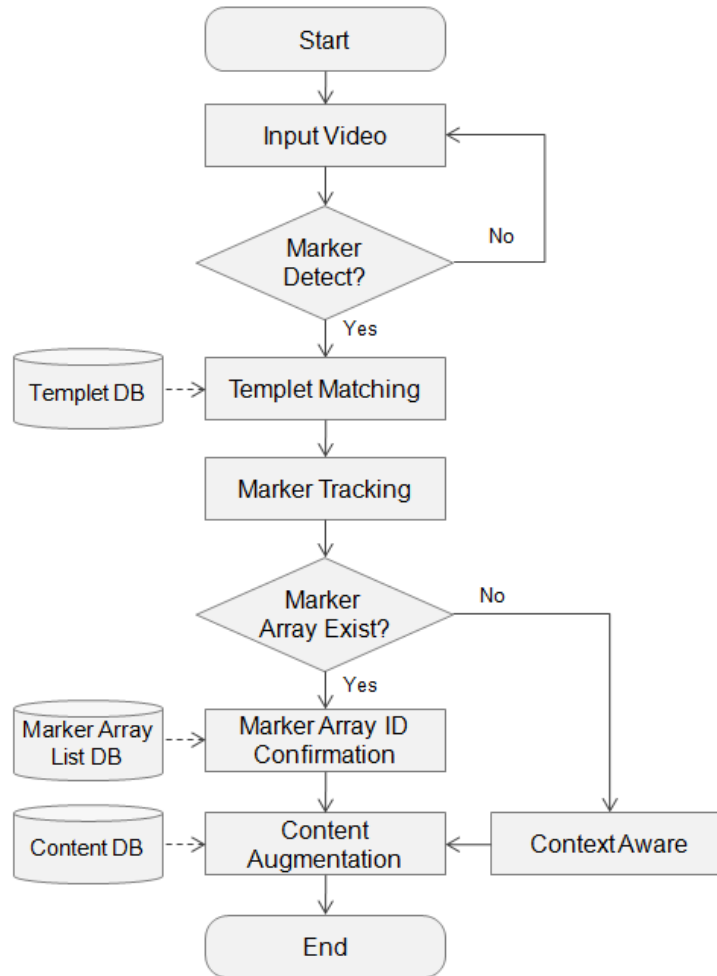 Start
Input Video
No
Marker
Detect?
Yes
Templet DB
Templet Matching
Marker Tracking
No
Marker
Array Exist?
Yes
Marker Array
List DB
Marker Array ID
Confirmation
Content DB
Content
Augmentation
Context Aware
End